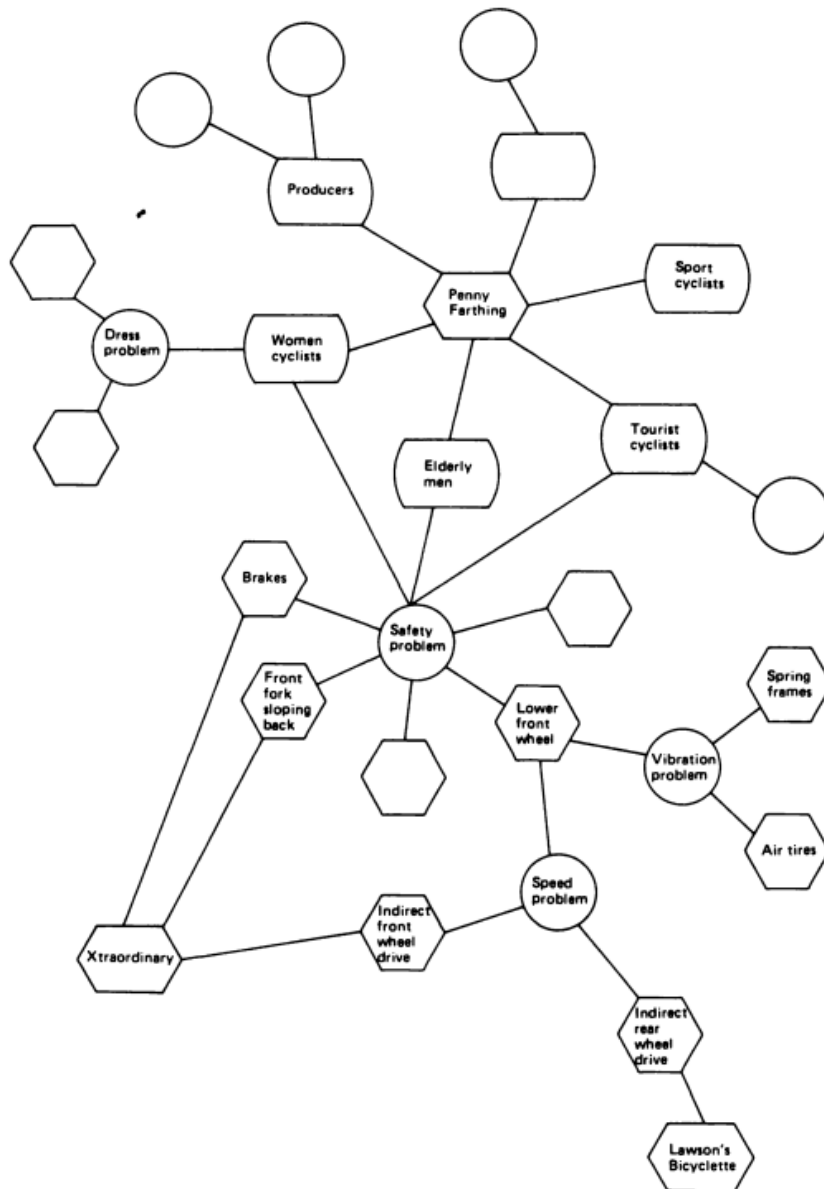 Producers
Sport
cyclists
Penny
Farthing
Dress
problem
Women
cyclists
Tourist
cyclists
Elderly
men
Brakes
Safety
problem
Front
fork
sloping
back
Lower
front
wheel
Spring
frames
Vibration
problem
Air tires
Speed
problem
Indirect
front
wheel
drive
Xtraordinary
Indirect rear
wheel
drive
Lawson's
Bicyclette